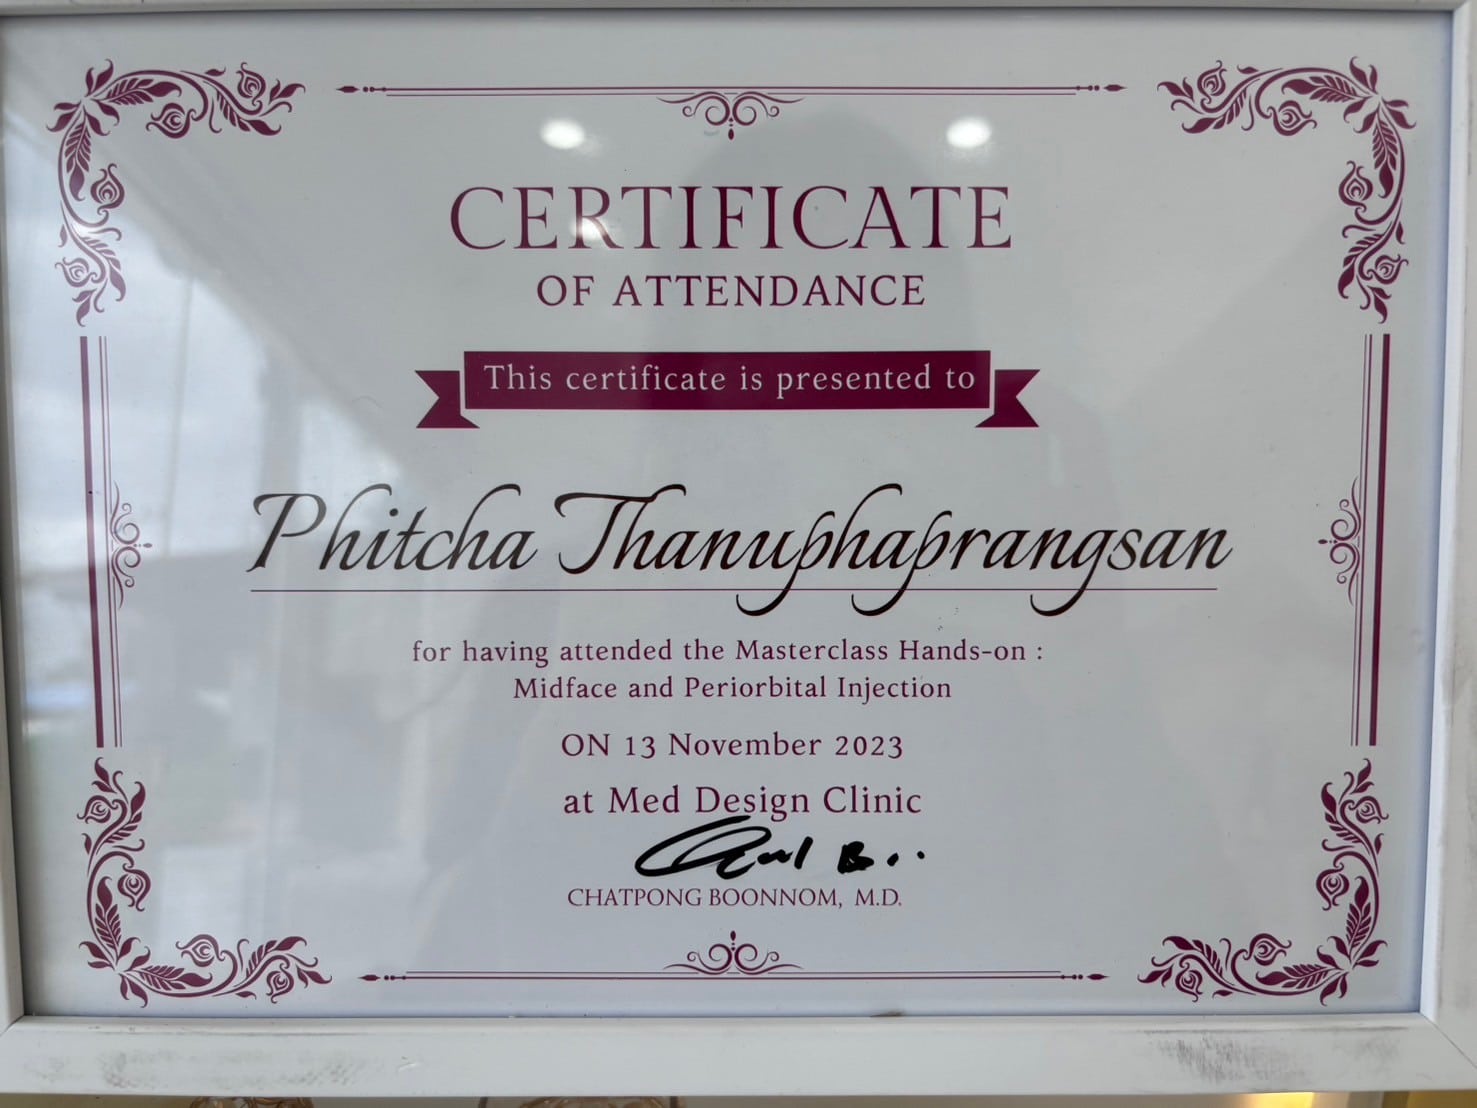 CERTIFICATE
OF ATTENDANCE
This certificate is presented to
Phitcha Thanuphaprangsan
for having attended the Masterclass Hands-on :
Midface and Periorbital Injection
ON 13 November 2023
at Med Design Clinic
CHATPONG BOONNOM, M.D.